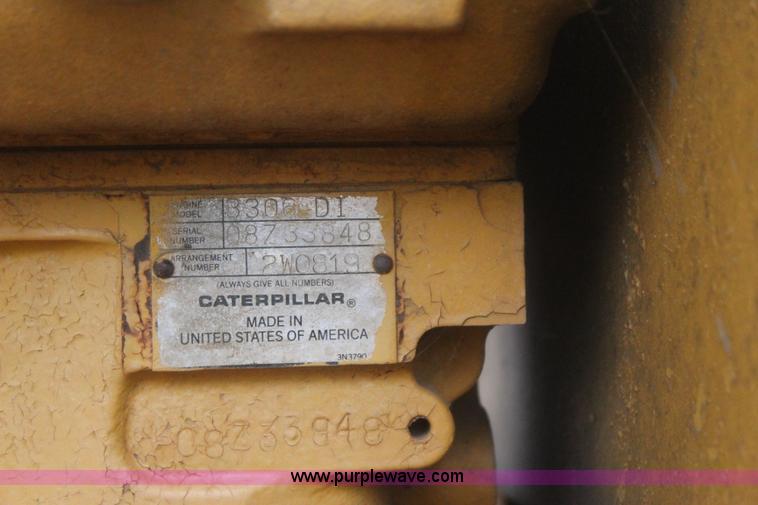 ENGINE MODEL 3306 DI
SERIAL NUMBER 08Z33848
ARRANGEMENT NUMBER 2W0819
(ALWAYS GIVE ALL NUMBERS)
CATERPILLAR®
MADE IN
UNITED STATES OF AMERICA
3N3790
08Z33848
www.purplewave.com